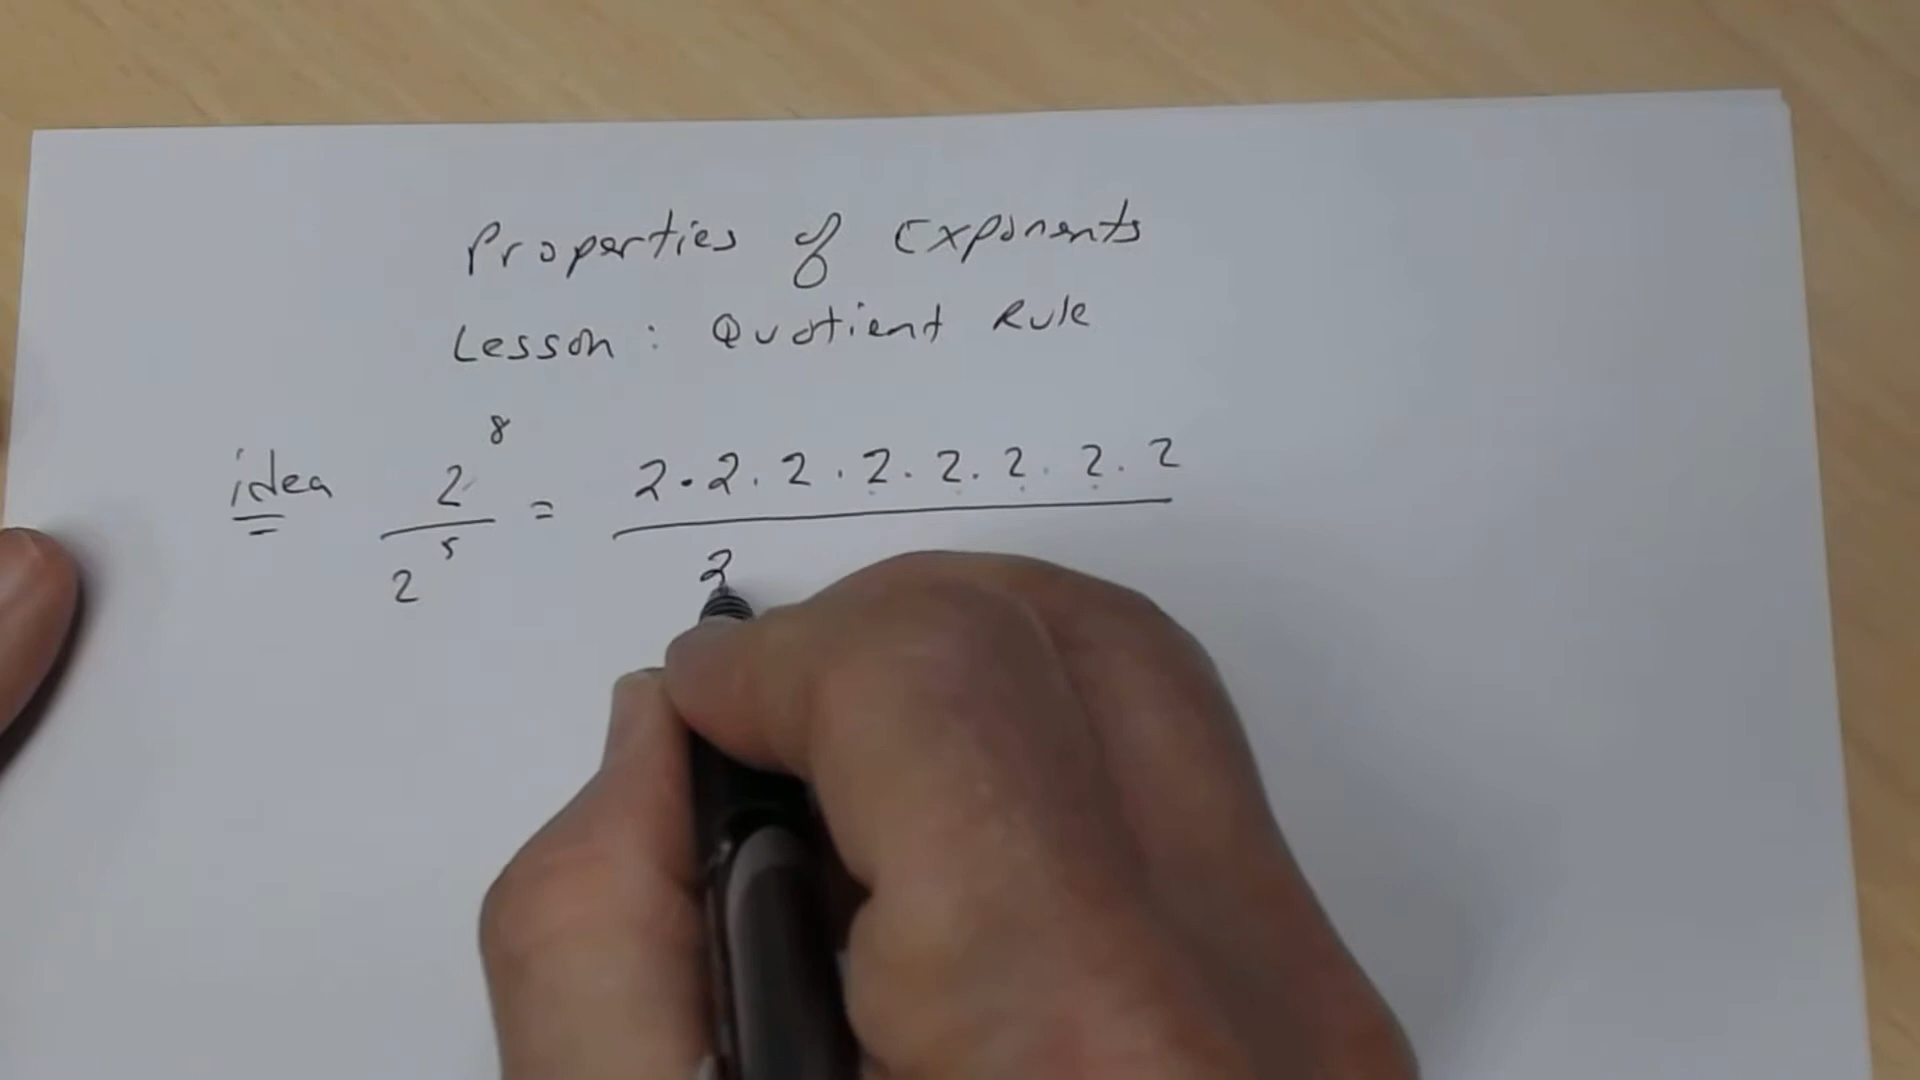 Properties of Exponents
Lesson: Quotient Rule
idea 2^8 / 2^5 = 2·2·2·2·2·2·2·2 / 2